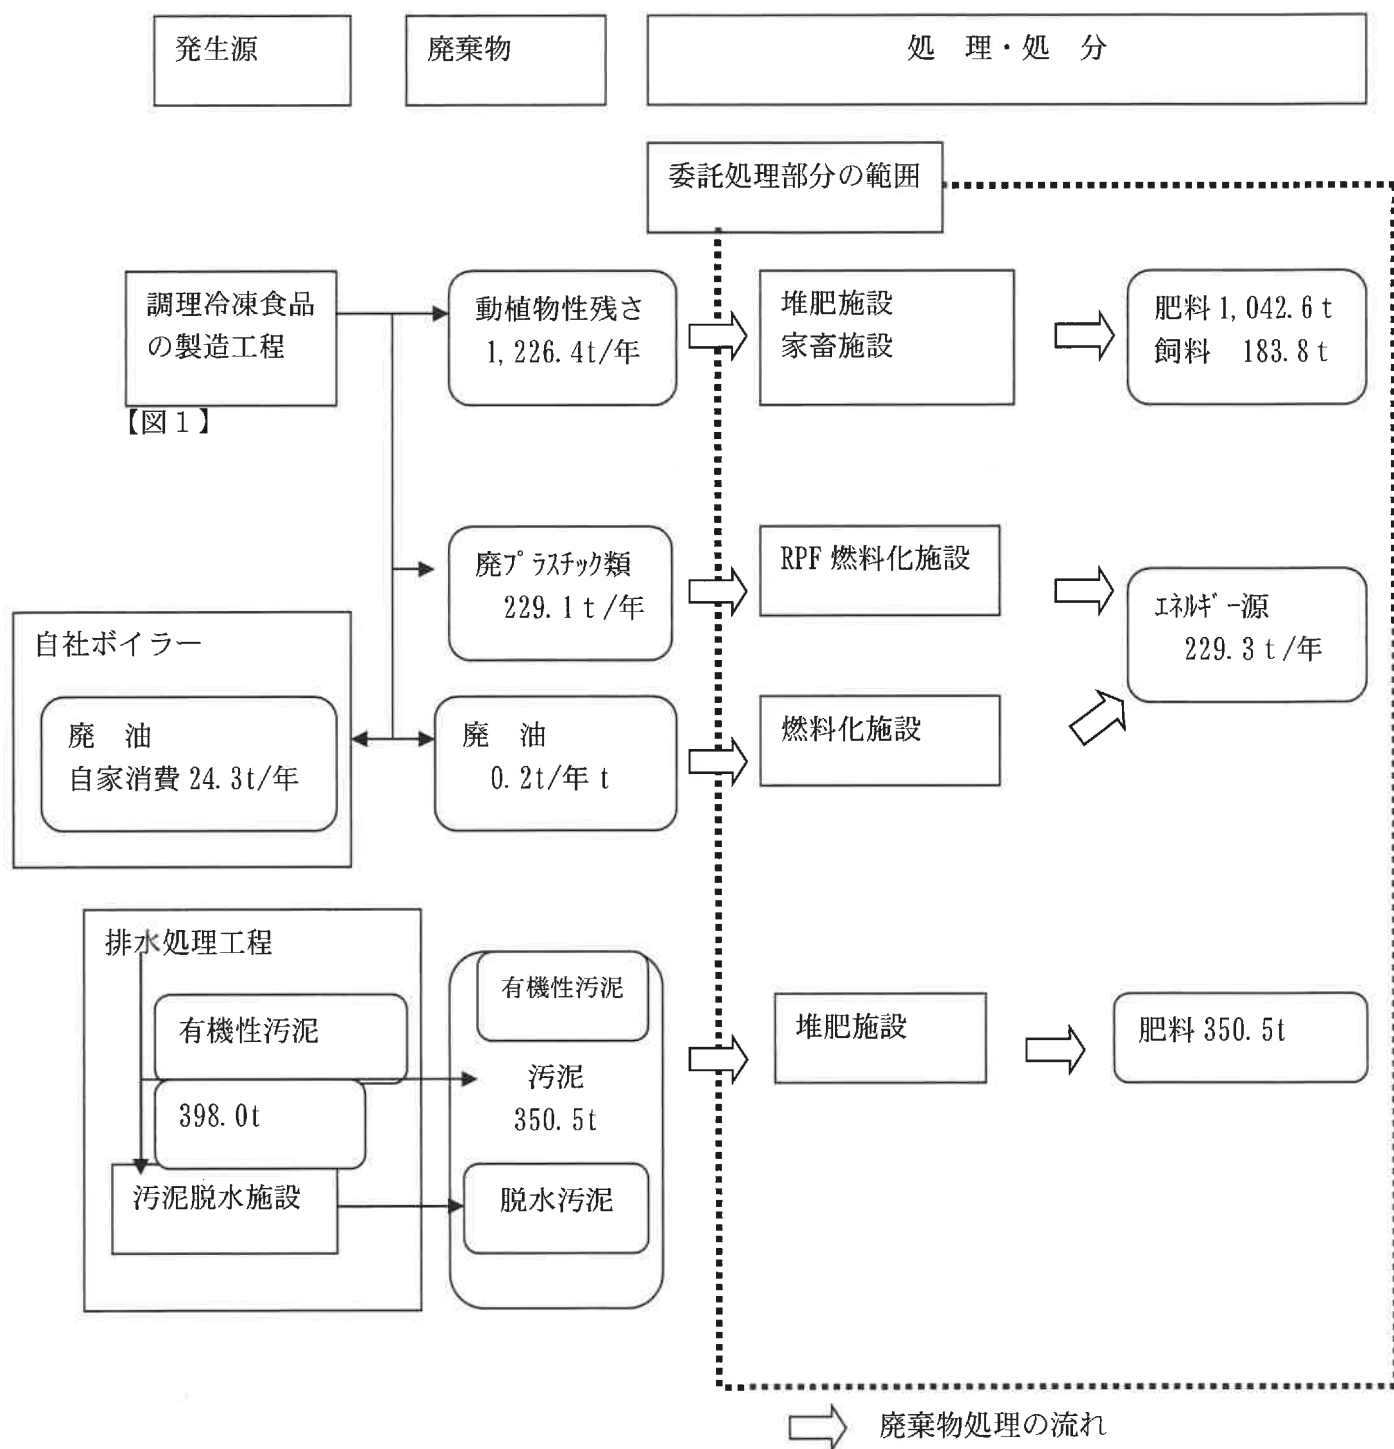 発生源
廃棄物
処　理・処　分
委託処理部分の範囲
調理冷凍食品
の製造工程
【図１】
動植物性残さ
1,226.4t/年
堆肥施設
家畜施設
肥料 1,042.6 t
飼料　183.8 t
廃ﾌﾟﾗｽﾁｯｸ類
229.1 t /年
RPF 燃料化施設
ｴﾈﾙｷﾞｰ源
229.3 t /年
自社ボイラー
廃　油
自家消費 24.3t/年
廃　油
0.2t/年 t
燃料化施設
排水処理工程
有機性汚泥
398.0t
汚泥脱水施設
有機性汚泥
汚泥
350.5t
脱水汚泥
堆肥施設
肥料 350.5t
廃棄物処理の流れ